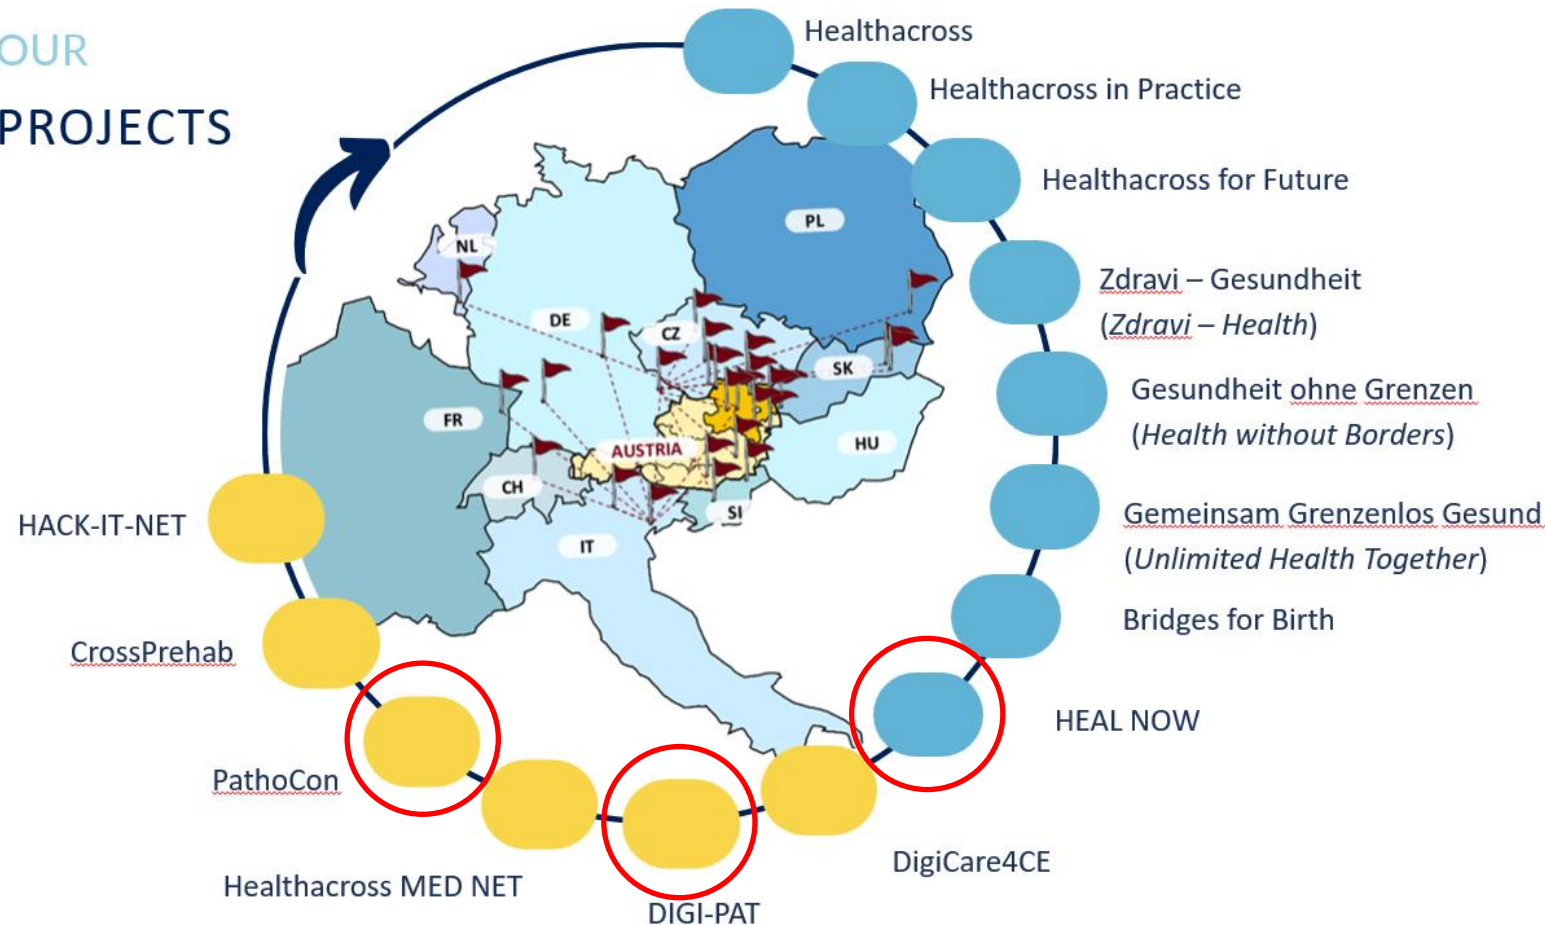 OUR
PROJECTS
Healthacross
Healthacross in Practice
Healthacross for Future
Zdravi – Gesundheit
(Zdravi – Health)
Gesundheit ohne Grenzen
(Health without Borders)
Gemeinsam Grenzenlos Gesund
(Unlimited Health Together)
Bridges for Birth
HEAL NOW
DigiCare4CE
DIGI-PAT
Healthacross MED NET
PathoCon
CrossPrehab
HACK-IT-NET
NL
PL
DE
CZ
SK
FR
AUSTRIA
HU
CH
SI
IT